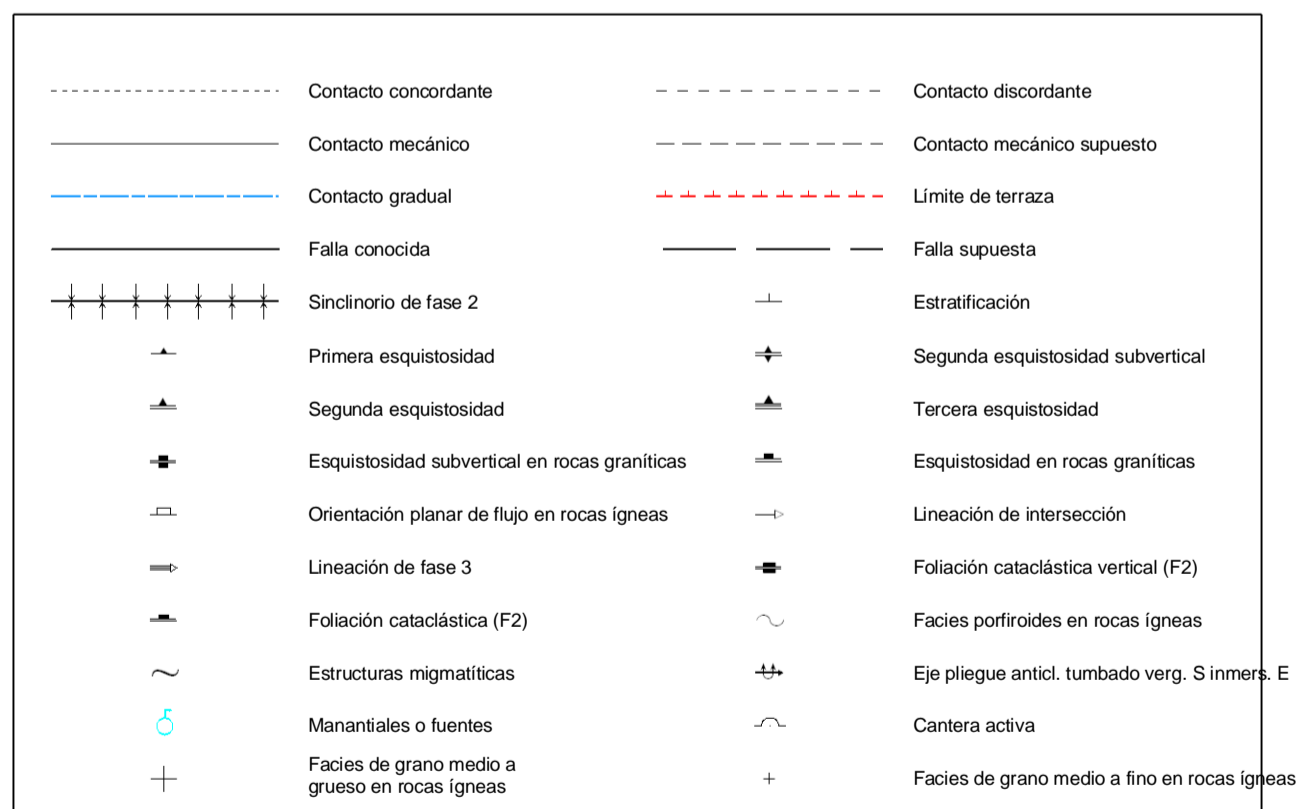 Contacto concordante
Contacto discordante
Contacto mecánico
Contacto mecánico supuesto
Contacto gradual
Límite de terraza
Falla conocida
Falla supuesta
Sinclinorio de fase 2
Estratificación
Primera esquistosidad
Segunda esquistosidad subvertical
Segunda esquistosidad
Tercera esquistosidad
Esquistosidad subvertical en rocas graníticas
Esquistosidad en rocas graníticas
Orientación planar de flujo en rocas ígneas
Lineación de intersección
Lineación de fase 3
Foliación cataclástica vertical (F2)
Foliación cataclástica (F2)
Facies porfiroides en rocas ígneas
Estructuras migmatíticas
Eje pliegue anticl. tumbado verg. S inmers. E
Manantiales o fuentes
Cantera activa
Facies de grano medio a
grueso en rocas ígneas
Facies de grano medio a fino en rocas ígneas